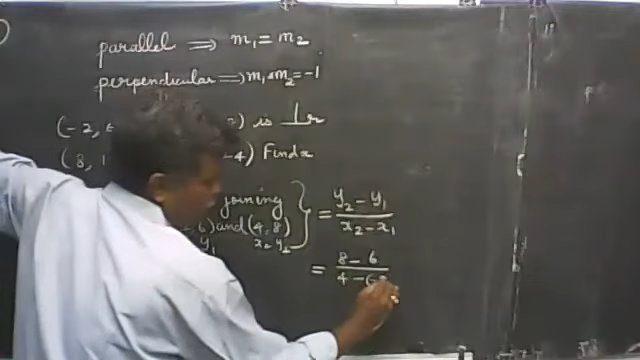 parallel ⟹ m₁ = m₂
perpendicular ⟹ m₁ × m₂ = -1
(-2, ) is ⊥r
(8, 1 -4) Find x
joining } = y₂ - y₁ / x₂ - x₁
6) and (4, 8)
y₁ x₂ y₂
= 8 - 6 / 4 -